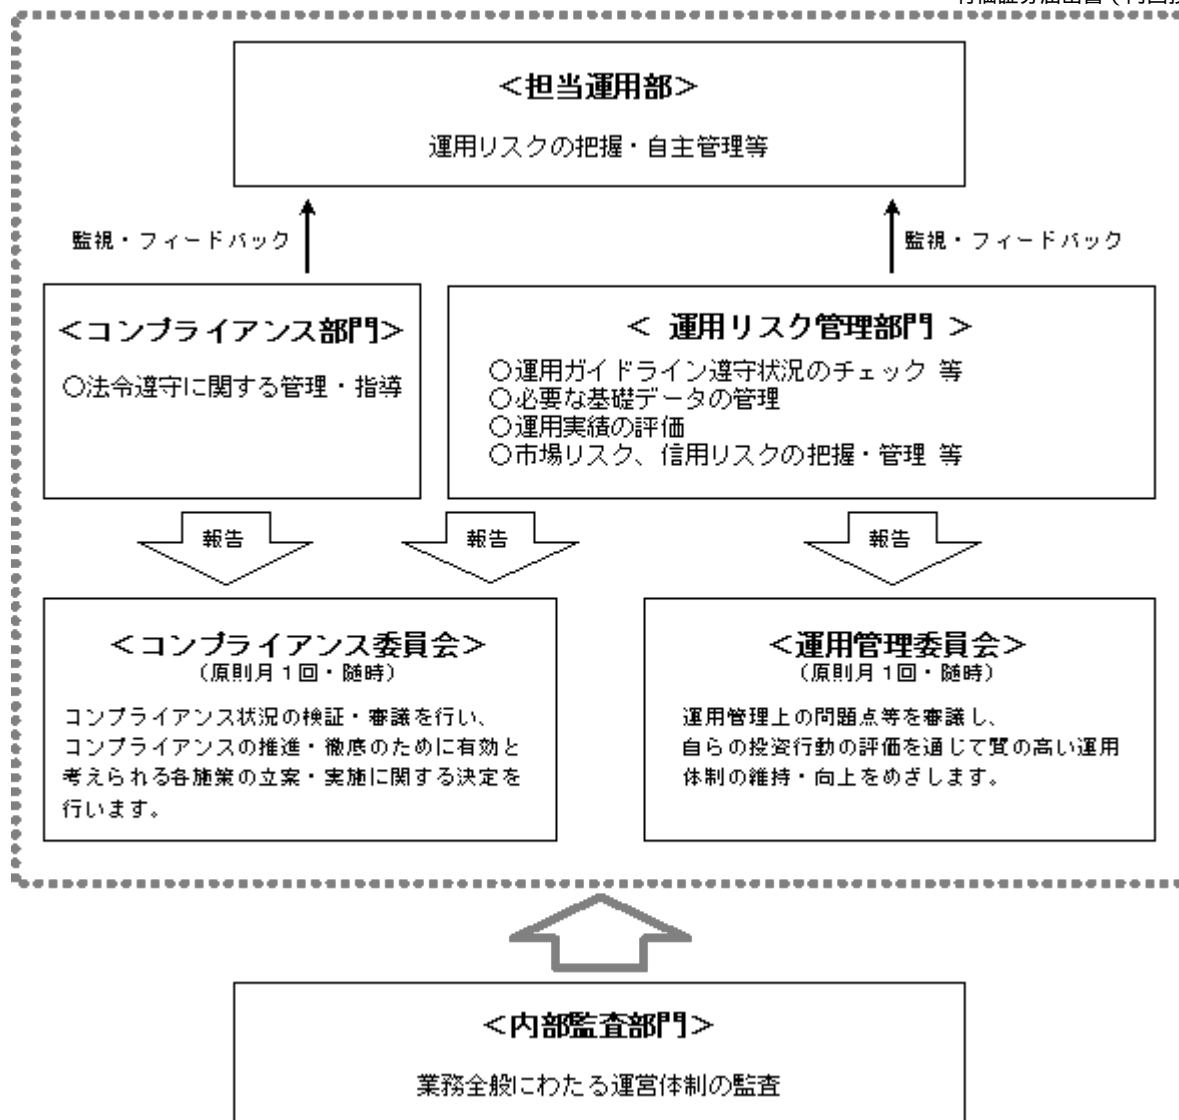 ＜担当運用部＞
運用リスクの把握・自主管理等
監視・フィードバック
監視・フィードバック
＜コンプライアンス部門＞
○法令遵守に関する管理・指導
＜ 運用リスク管理部門 ＞
○運用ガイドライン遵守状況のチェック 等
○必要な基礎データの管理
○運用実績の評価
○市場リスク、信用リスクの把握・管理 等
報告
報告
報告
＜コンプライアンス委員会＞
（原則月１回・随時）
コンプライアンス状況の検証・審議を行い、
コンプライアンスの推進・徹底のために有効と
考えられる各施策の立案・実施に関する決定を
行います。
＜運用管理委員会＞
（原則月１回・随時）
運用管理上の問題点等を審議し、
自らの投資行動の評価を通じて質の高い運用
体制の維持・向上をめざします。
＜内部監査部門＞
業務全般にわたる運営体制の監査